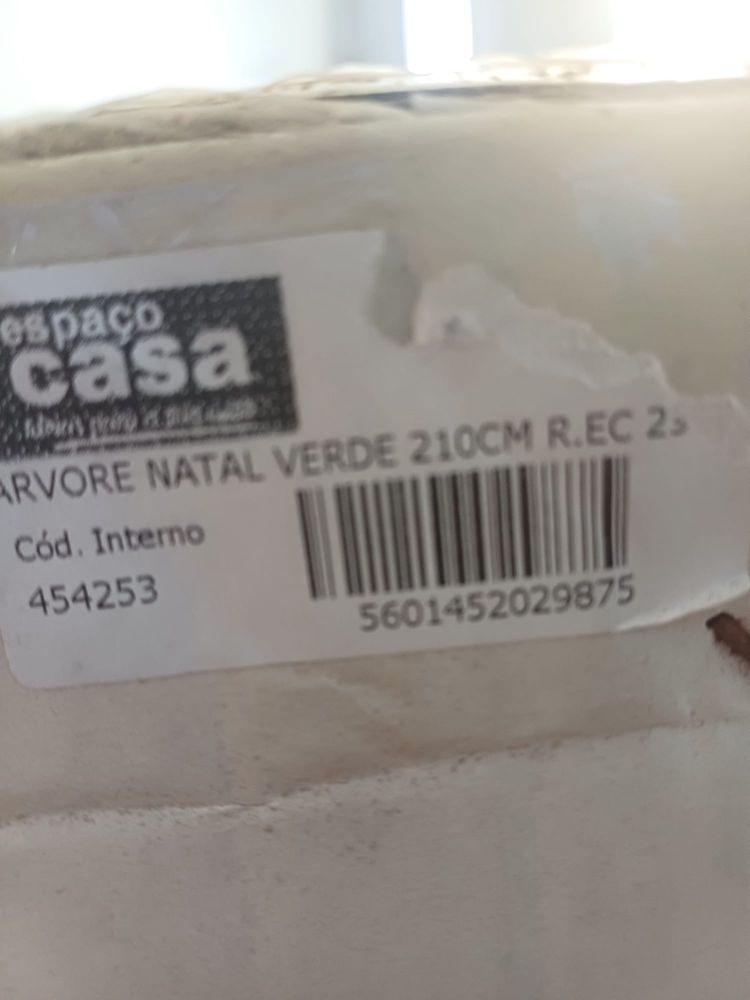 espaço
casa
ARVORE NATAL VERDE 210CM R.EC
Cód. Interno
454253
5601452029875